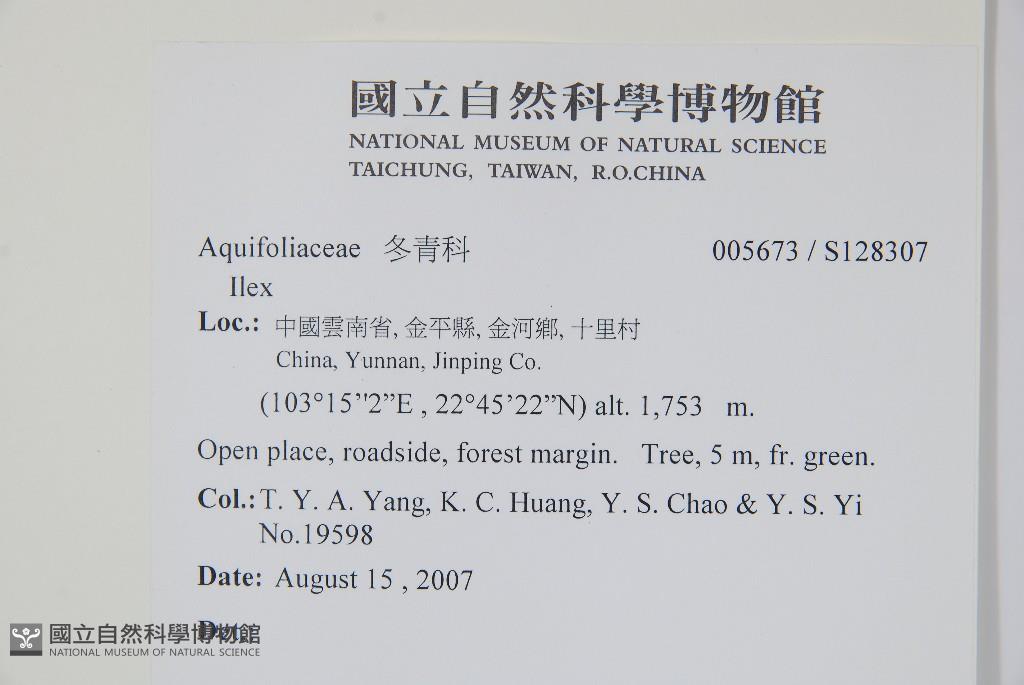 國立自然科學博物館
NATIONAL MUSEUM OF NATURAL SCIENCE
TAICHUNG, TAIWAN, R.O.CHINA
Aquifoliaceae 冬青科 005673 / S128307
Ilex
Loc.: 中國雲南省, 金平縣, 金河鄉, 十里村
China, Yunnan, Jinping Co.
(103°15’'2”E , 22°45’22”N) alt. 1,753 m.
Open place, roadside, forest margin. Tree, 5 m, fr. green.
Col.: T. Y. A. Yang, K. C. Huang, Y. S. Chao & Y. S. Yi
No.19598
Date: August 15 , 2007
國立自然科學博物館
NATIONAL MUSEUM OF NATURAL SCIENCE